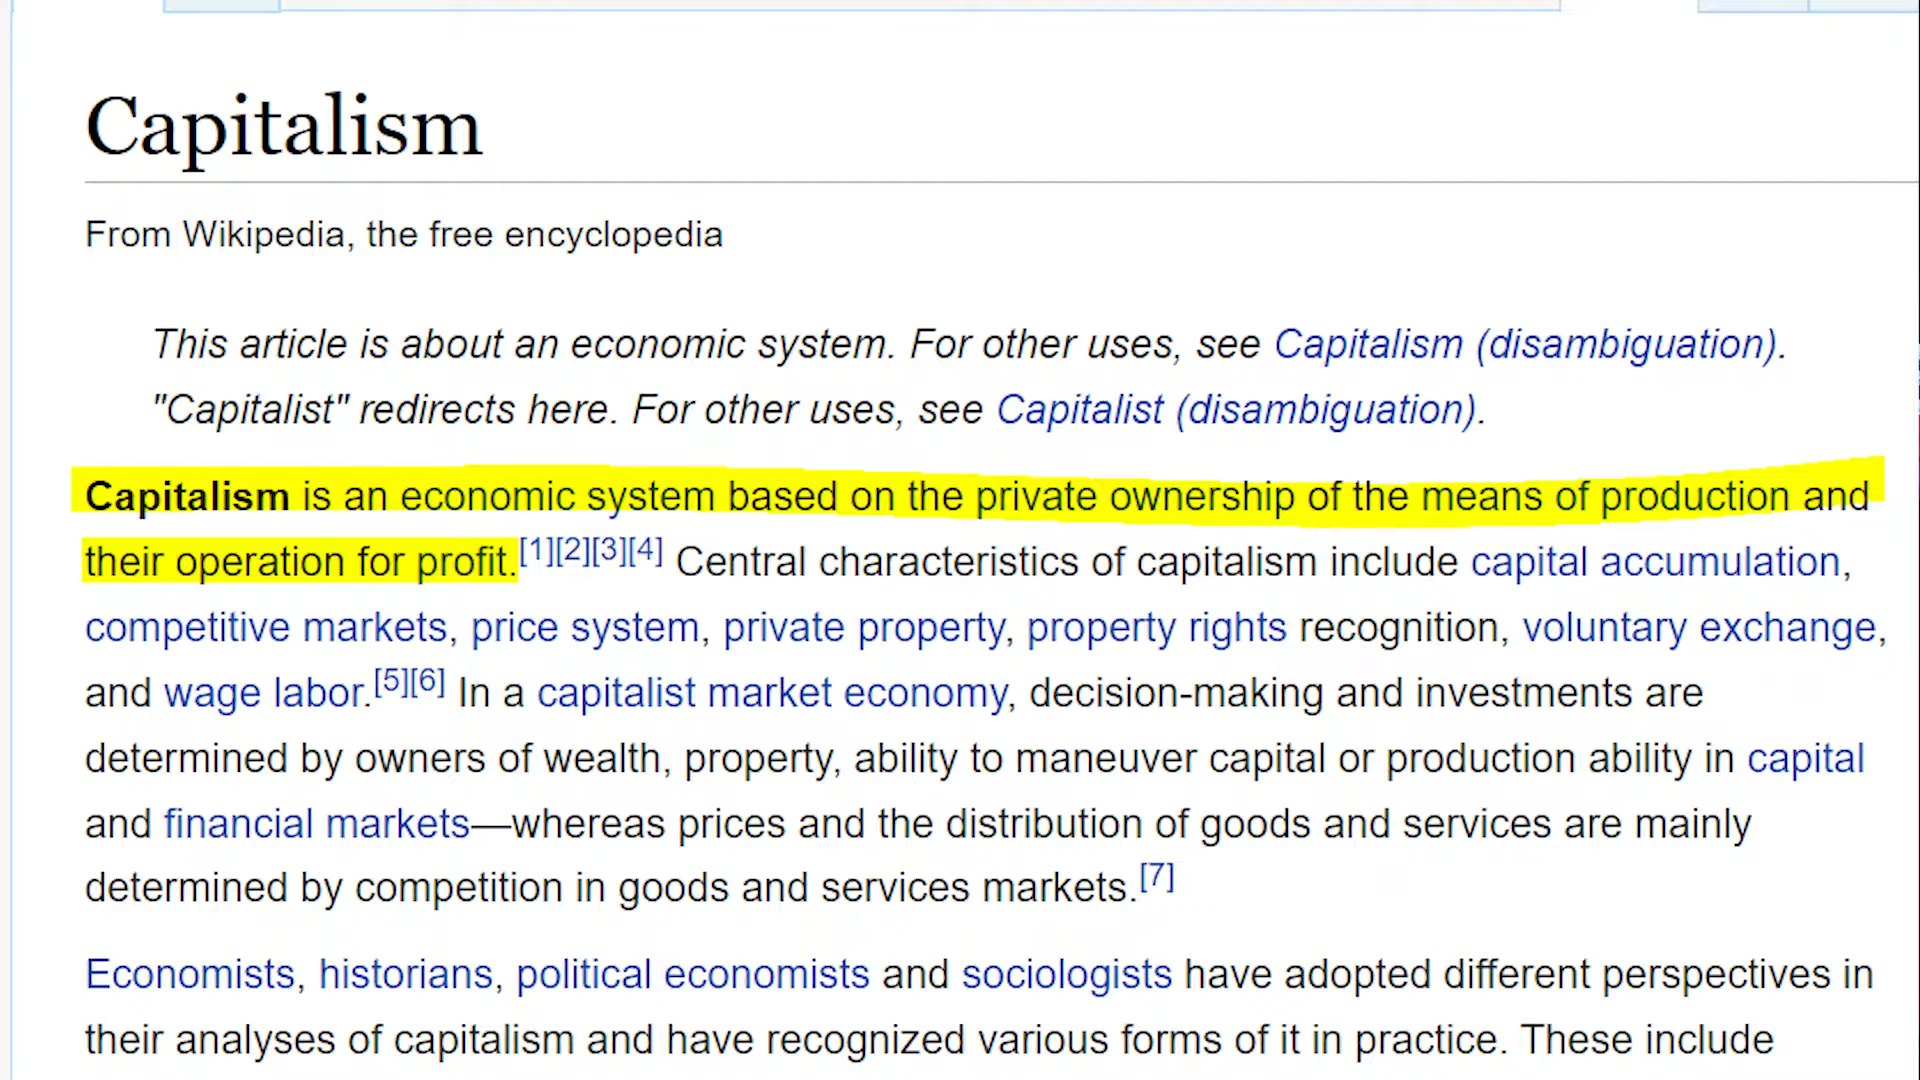 Capitalism
From Wikipedia, the free encyclopedia
This article is about an economic system. For other uses, see Capitalism (disambiguation).
"Capitalist" redirects here. For other uses, see Capitalist (disambiguation).
Capitalism is an economic system based on the private ownership of the means of production and
their operation for profit.[1][2][3][4] Central characteristics of capitalism include capital accumulation,
competitive markets, price system, private property, property rights recognition, voluntary exchange,
and wage labor.[5][6] In a capitalist market economy, decision-making and investments are
determined by owners of wealth, property, ability to maneuver capital or production ability in capital
and financial markets—whereas prices and the distribution of goods and services are mainly
determined by competition in goods and services markets.[7]
Economists, historians, political economists and sociologists have adopted different perspectives in
their analyses of capitalism and have recognized various forms of it in practice. These include